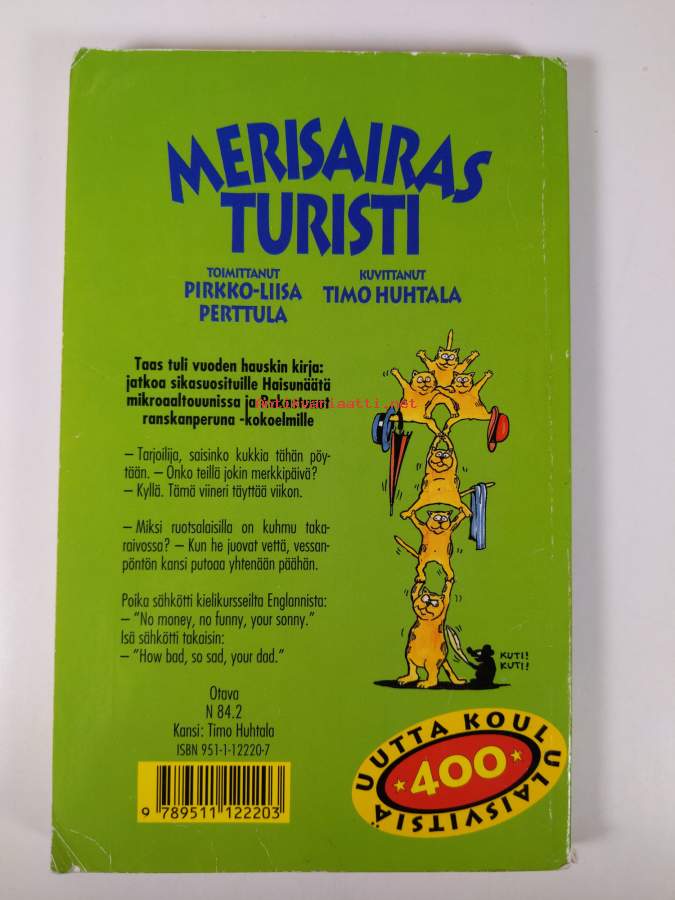 MERISAIRAS
TURISTI
TOIMITTANUT
PIRKKO-LIISA
PERTTULA
KUVITTANUT
TIMO HUHTALA
Taas tuli vuoden hauskin kirja:
jatkoa sikasuosituille Haisunäätä
mikroaaltouunissa ja Rakkaani
ranskanperuna -kokoelmille
antikvariaatti.net
– Tarjoilija, saisinko kukkia tähän pöy-
tään. – Onko teillä jokin merkkipäivä?
– Kyllä. Tämä viineri täyttää viikon.
– Miksi ruotsalaisilla on kuhmu taka-
raivossa? – Kun he juovat vettä, vessan-
pöntön kansi putoaa yhtenään päähän.
Poika sähkötti kielikursseilta Englannista:
– "No money, no funny, your sonny."
Isä sähkötti takaisin:
– "How bad, so sad, your dad."
KUTI!
KUTI!
Otava
N 84.2
Kansi: Timo Huhtala
ISBN 951-1-12220-7
9 789511 122203
UUTTA KOULULAISVITSIÄ
*400*